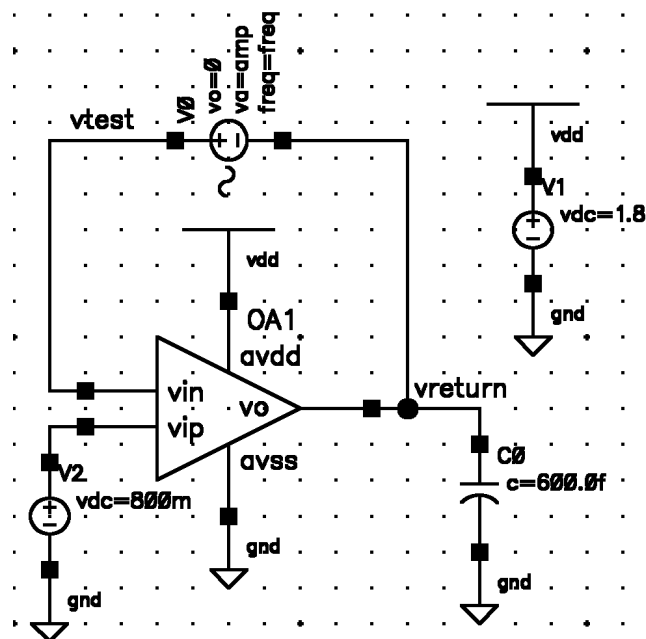 V0
vo=0
va=amp
freq=freq
vtest
vdd
V1
vdc=1.8
gnd
vdd
OA1
avdd
vin
vo
vip
avss
vreturn
V2
vdc=800m
gnd
gnd
C0
c=600.0f
gnd